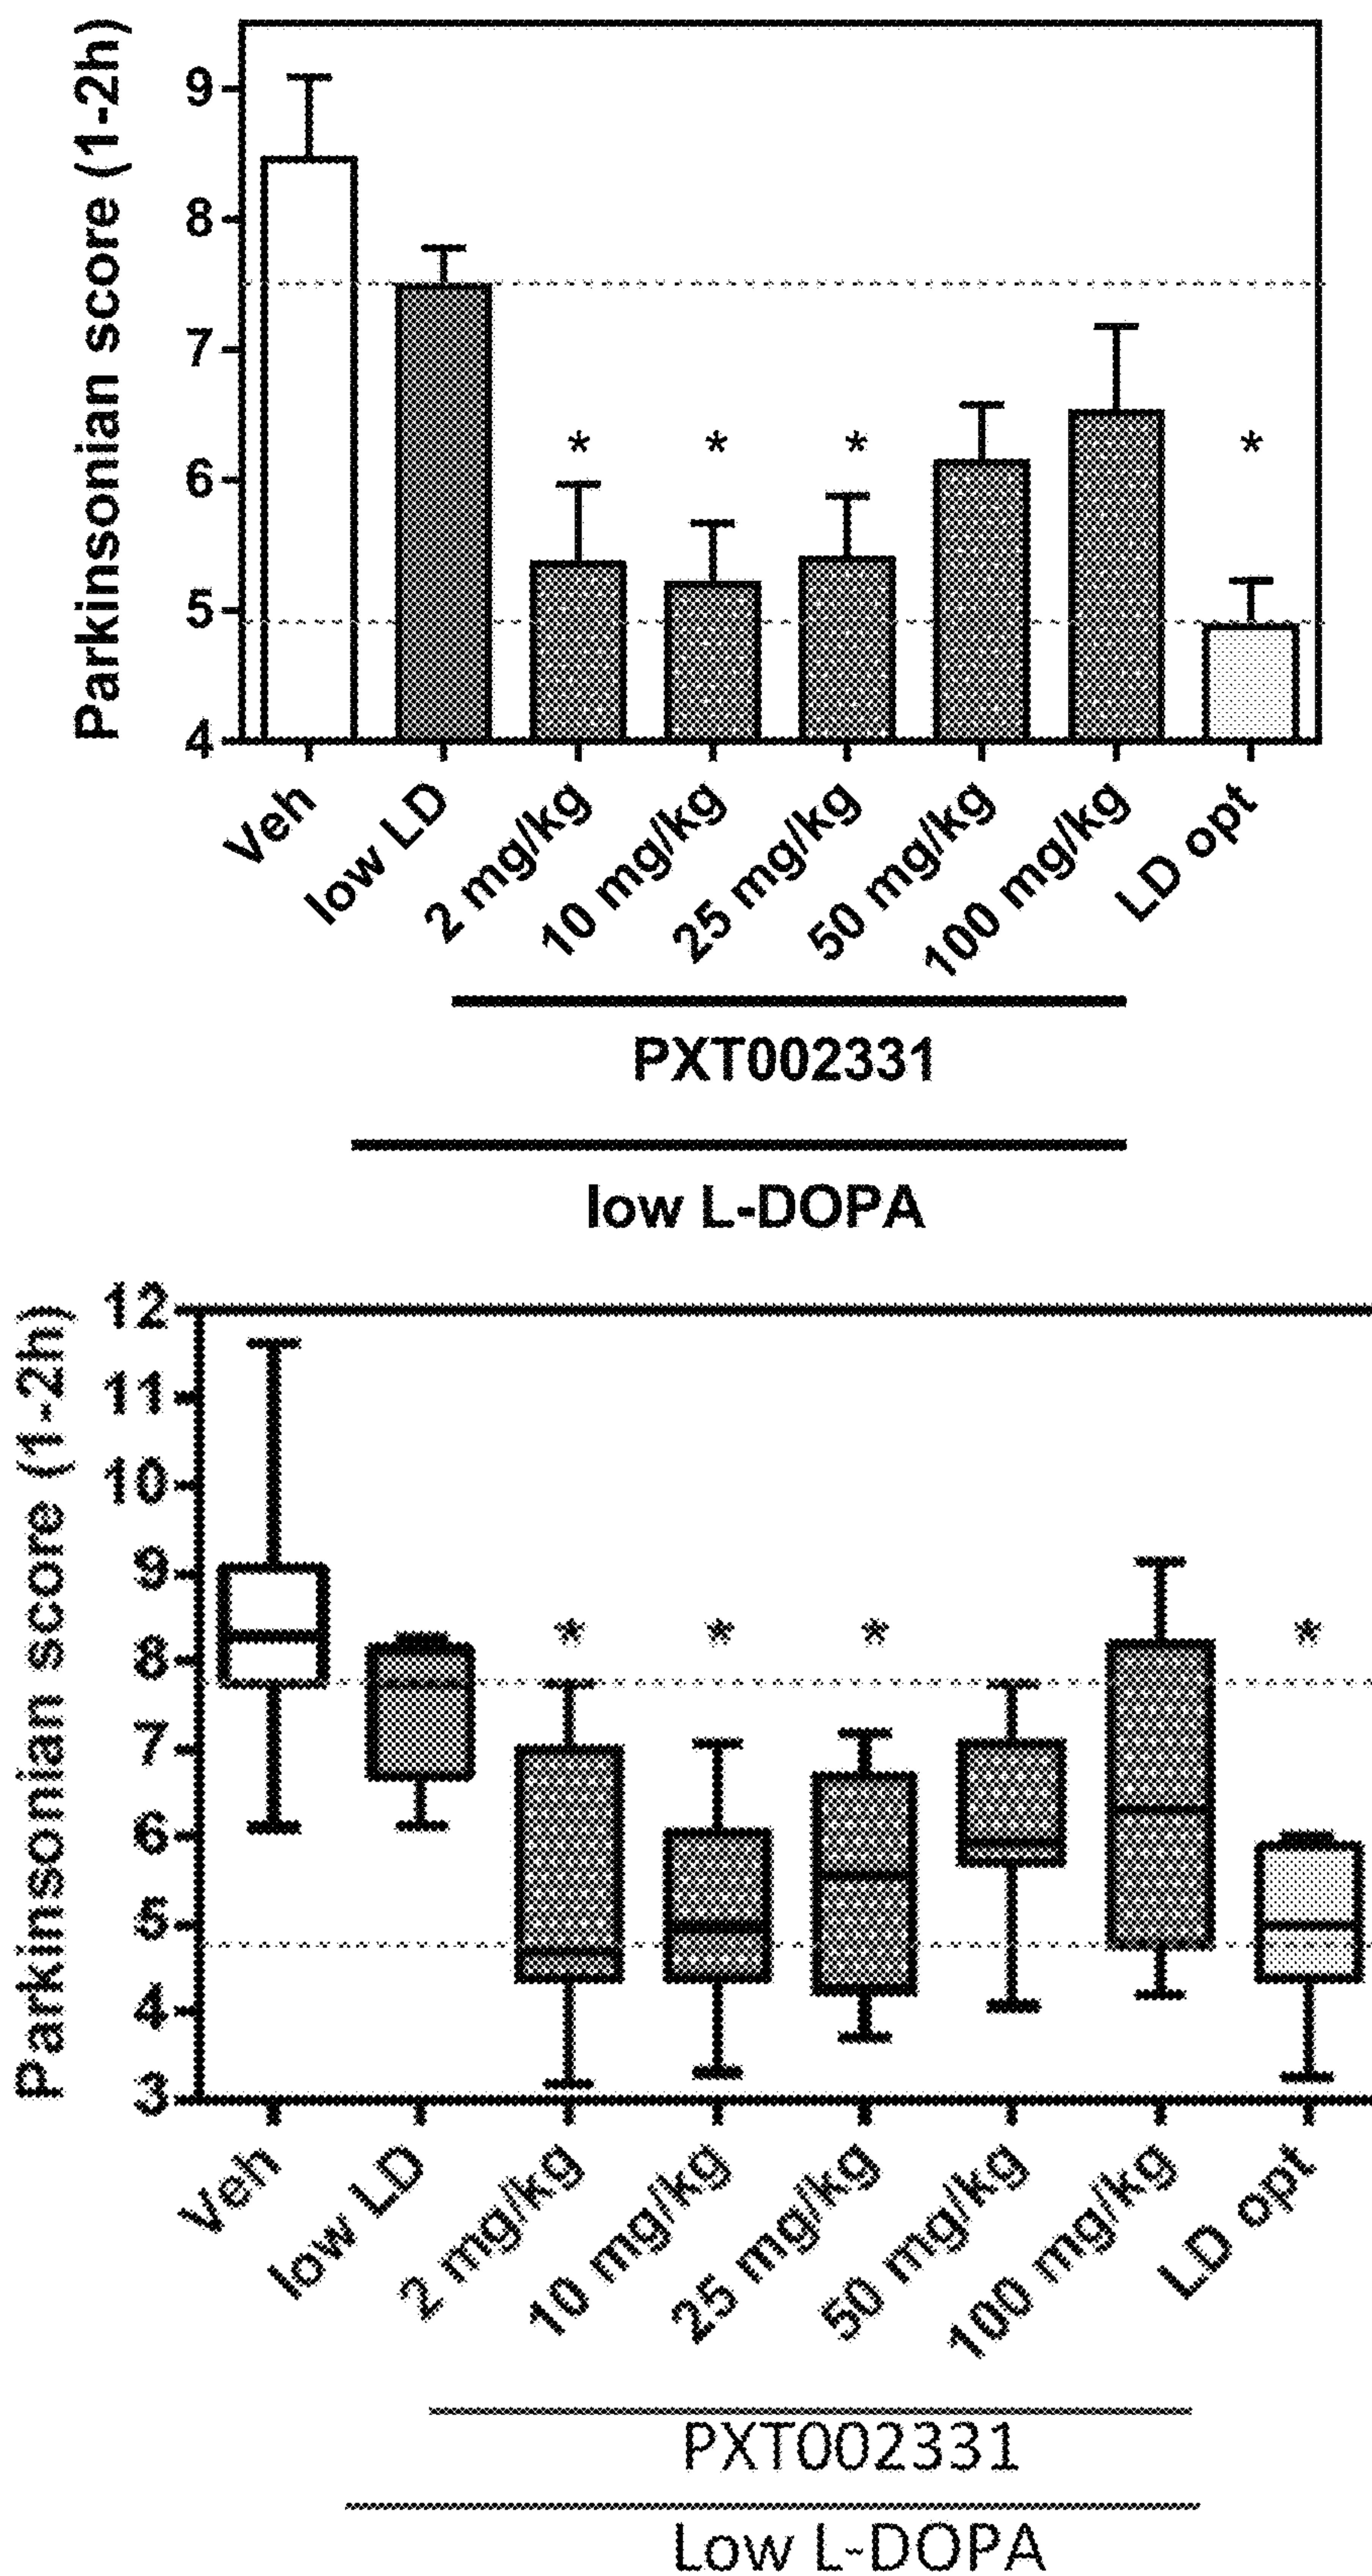 Parkinsonian score (1-2h)
9
8
7
6
5
4
* * * *
Veh
low LD
2 mg/kg
10 mg/kg
25 mg/kg
50 mg/kg
100 mg/kg
LD opt
PXT002331
low L-DOPA
Parkinsonian score (1-2h)
12
11
10
9
8
7
6
5
4
3
* * * *
Veh
low LD
2 mg/kg
10 mg/kg
25 mg/kg
50 mg/kg
100 mg/kg
LD opt
PXT002331
Low L-DOPA